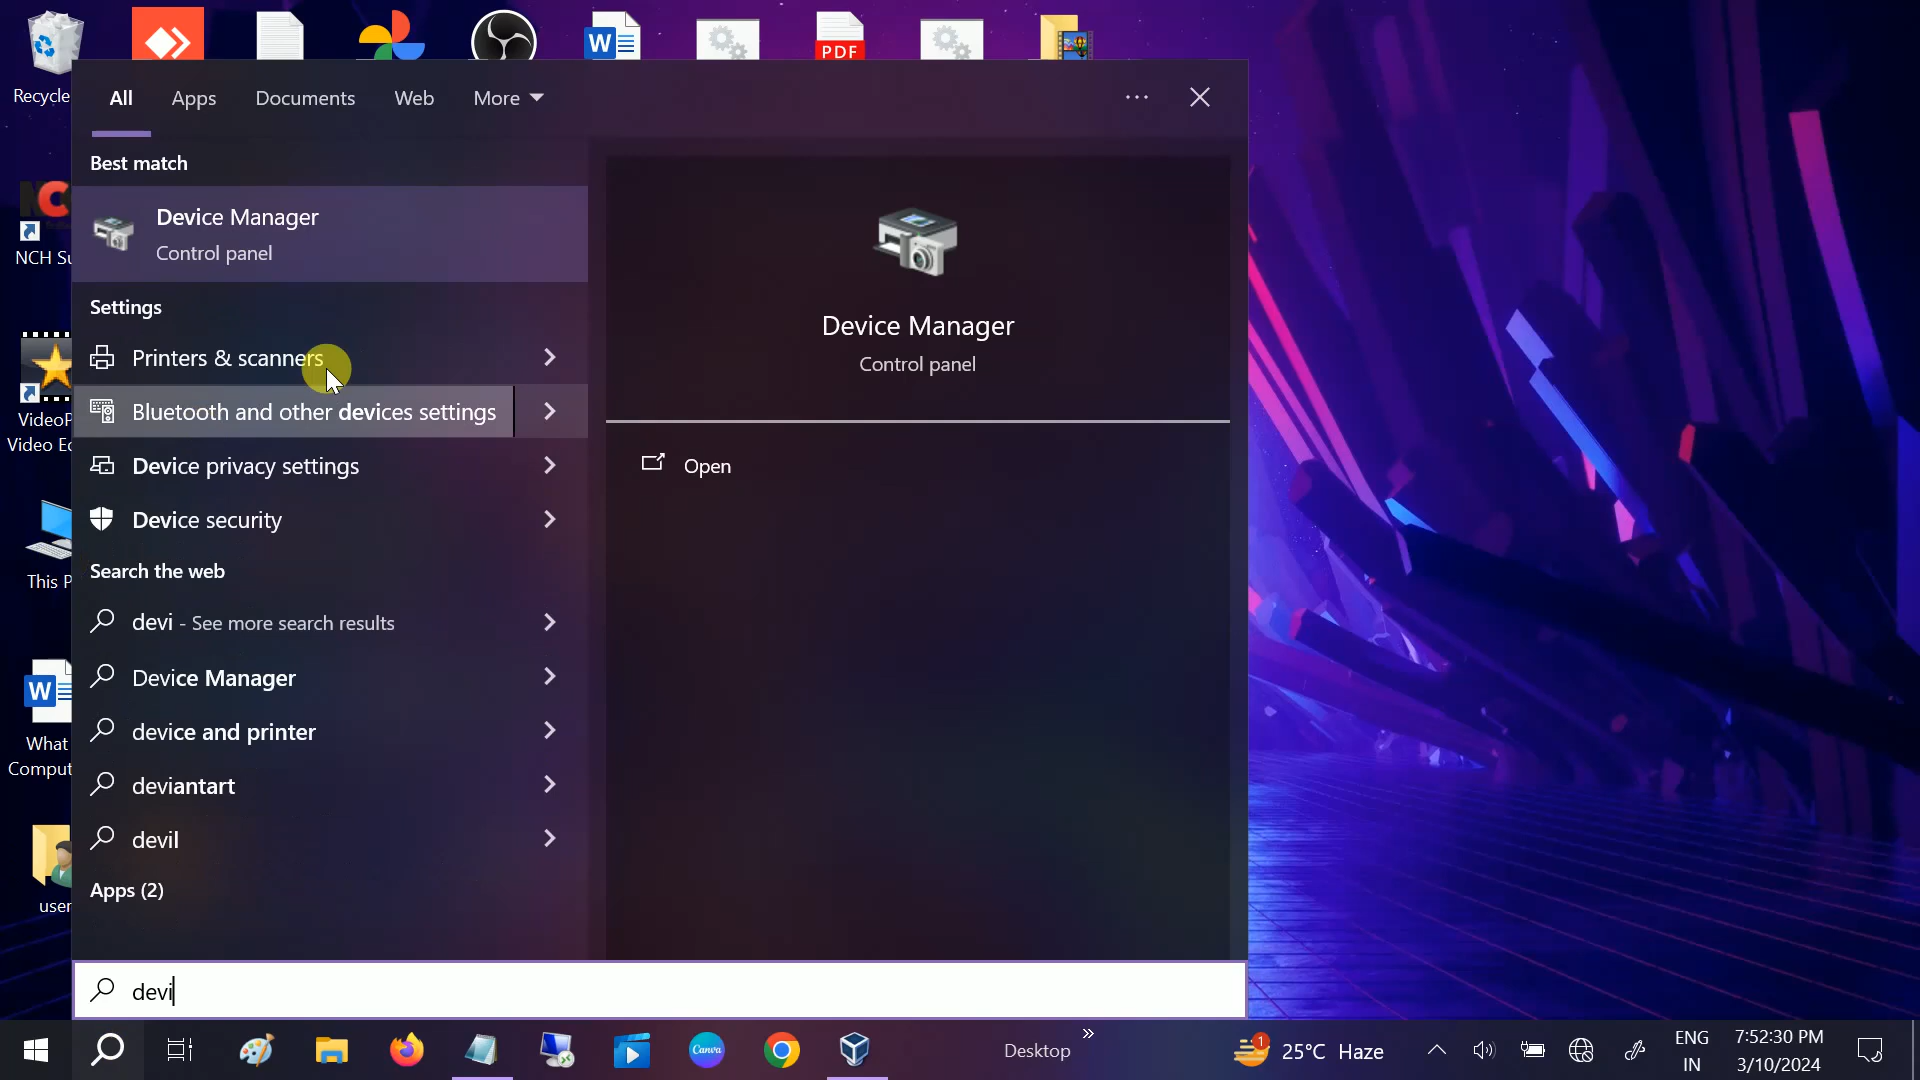 PDF
Recycle
All
Apps
Documents
Web
More
Best match
Device Manager
Control panel
Settings
Printers & scanners
Bluetooth and other devices settings
Device privacy settings
Device security
Search the web
devi - See more search results
Device Manager
device and printer
deviantart
devil
Apps (2)
devi
Device Manager
Control panel
Open
NCH Su
VideoP
Video Ed
This P
What
Comput
user
Canva
Desktop
1
25°C Haze
ENG
IN
7:52:30 PM
3/10/2024